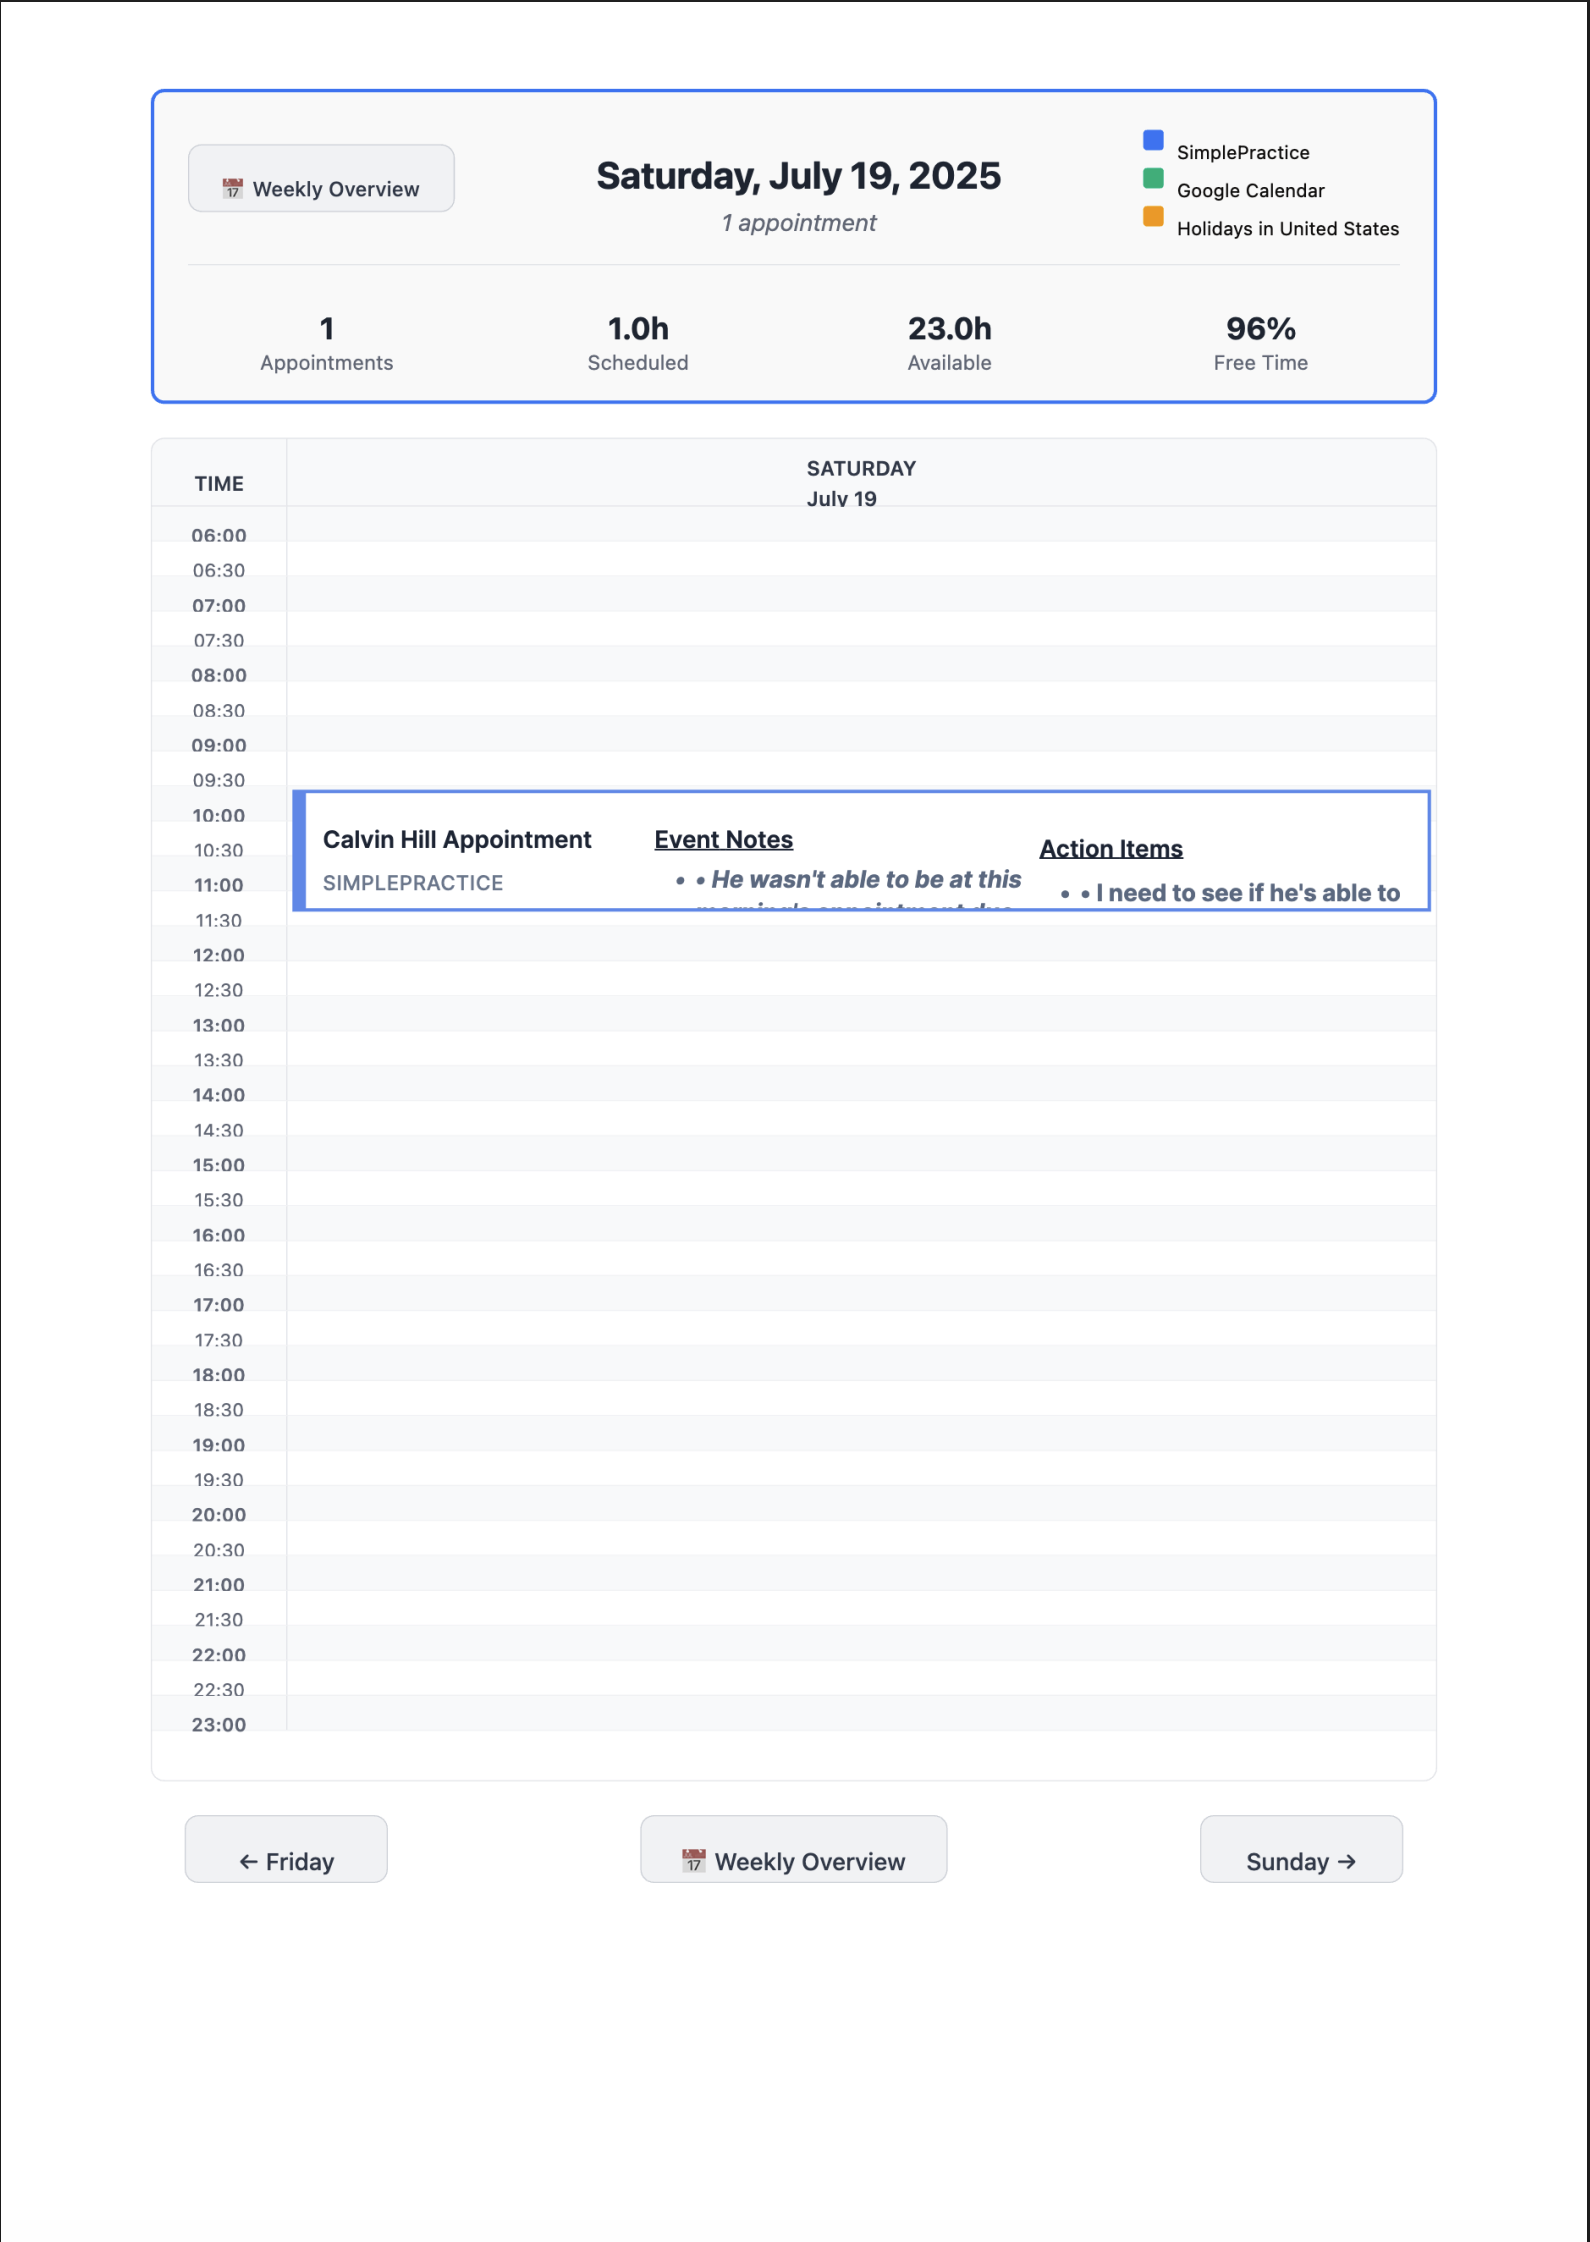 17 Weekly Overview
Saturday, July 19, 2025
1 appointment
SimplePractice
Google Calendar
Holidays in United States
1
Appointments
1.0h
Scheduled
23.0h
Available
96%
Free Time
TIME
SATURDAY
July 19
06:00
06:30
07:00
07:30
08:00
08:30
09:00
09:30
10:00
10:30
11:00
11:30
Calvin Hill Appointment
SIMPLEPRACTICE
Event Notes
• • He wasn't able to be at this
morning's appointment due
Action Items
• • I need to see if he's able to
12:00
12:30
13:00
13:30
14:00
14:30
15:00
15:30
16:00
16:30
17:00
17:30
18:00
18:30
19:00
19:30
20:00
20:30
21:00
21:30
22:00
22:30
23:00
← Friday
17 Weekly Overview
Sunday →